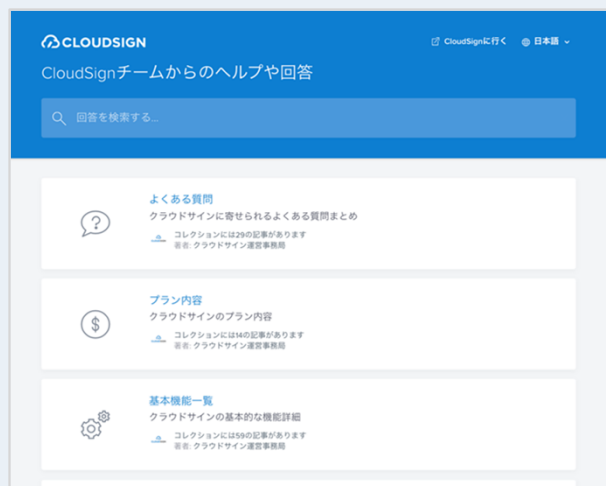 CLOUDSIGN
CloudSignに行く
日本語
CloudSignチームからのヘルプや回答
回答を検索する...
よくある質問
クラウドサインに寄せられるよくある質問まとめ
コレクションには29の記事があります
著者: クラウドサイン運営事務局
プラン内容
クラウドサインのプラン内容
コレクションには14の記事があります
著者: クラウドサイン運営事務局
基本機能一覧
クラウドサインの基本的な機能詳細
コレクションには59の記事があります
著者: クラウドサイン運営事務局